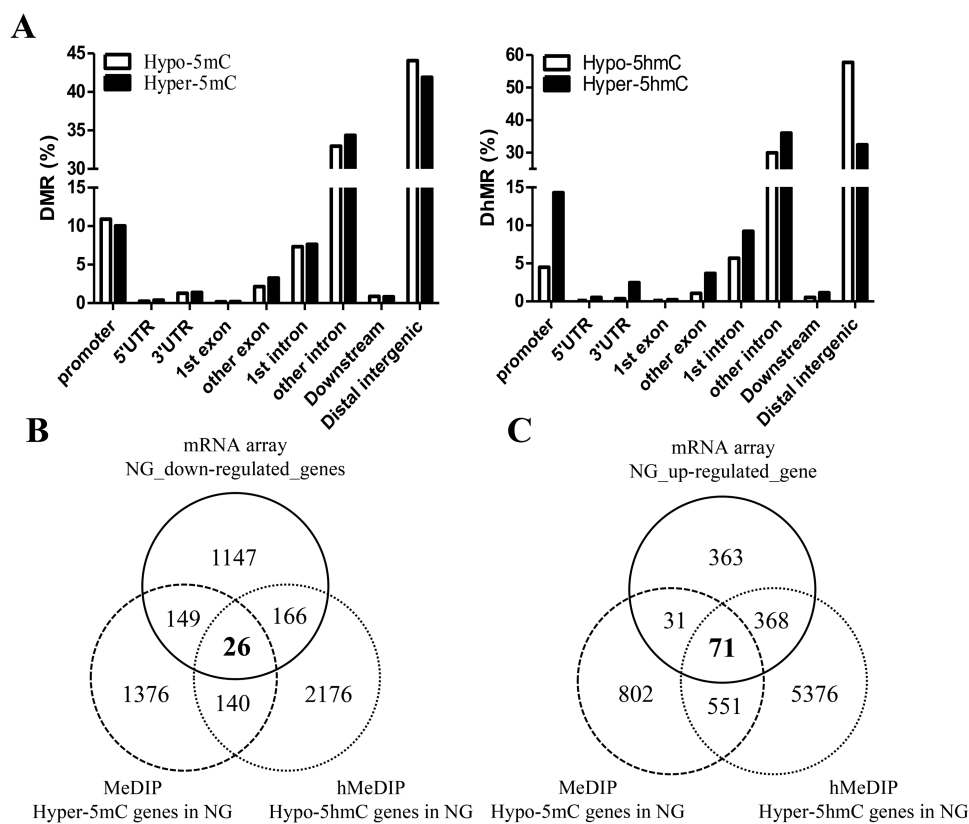 A
45
40
35
30
15
10
5
0
DMR (%)
Hypo-5mC
Hyper-5mC
promoter
5'UTR
3'UTR
1st exon
other exon
1st intron
other intron
Downstream
Distal intergenic
60
50
40
30
15
10
5
0
DhMR (%)
Hypo-5hmC
Hyper-5hmC
promoter
5'UTR
3'UTR
1st exon
other exon
1st intron
other intron
Downstream
Distal intergenic
B
mRNA array
NG_down-regulated_genes
1147
149
166
26
1376
140
2176
MeDIP
Hyper-5mC genes in NG
hMeDIP
Hypo-5hmC genes in NG
C
mRNA array
NG_up-regulated_gene
363
31
368
71
802
551
5376
MeDIP
Hypo-5mC genes in NG
hMeDIP
Hyper-5hmC genes in NG